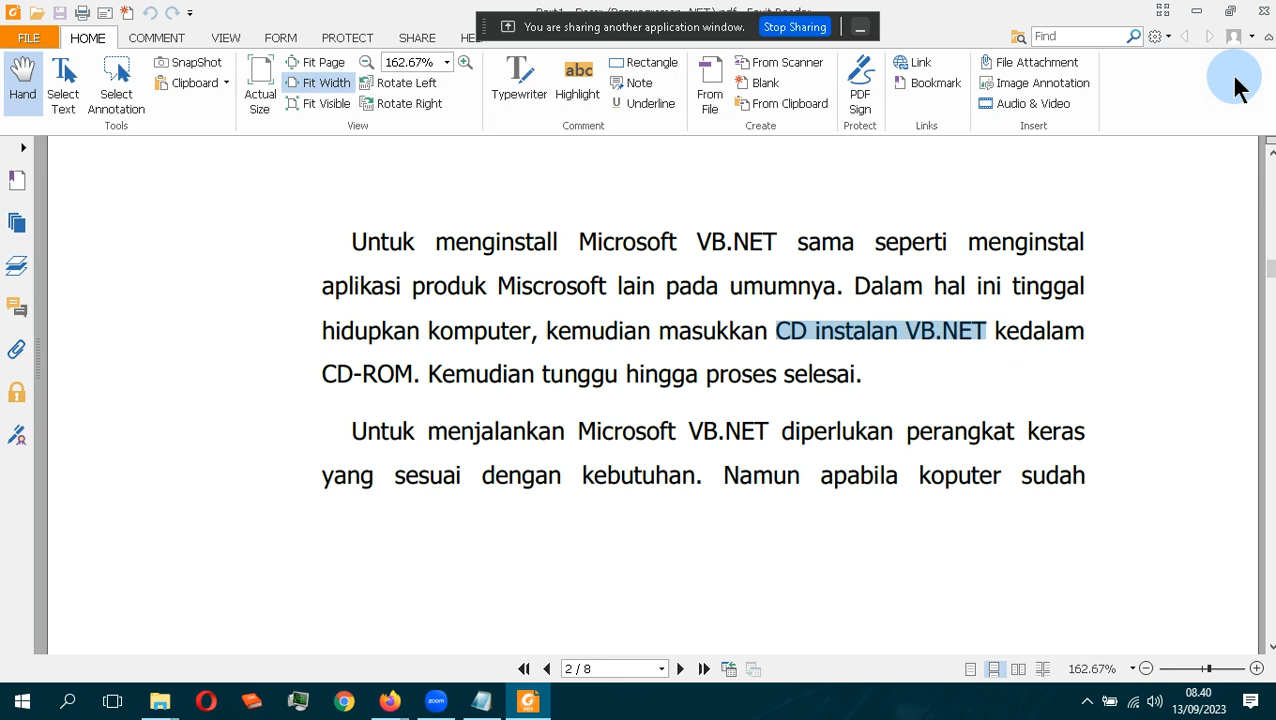 You are sharing another application window. Stop Sharing
FILE HOME COMMENT VIEW FORM PROTECT SHARE Find
Hand
Select Text
Select Annotation
SnapShot
Clipboard
Tools
Actual Size
Fit Page
Fit Width
Fit Visible
162.67%
Rotate Left
Rotate Right
View
Typewriter
Highlight
Rectangle
Note
Underline
Comment
From File
From Scanner
Blank
From Clipboard
Create
PDF Sign
Protect
Link
Bookmark
Links
File Attachment
Image Annotation
Audio & Video
Insert
Untuk menginstall Microsoft VB.NET sama seperti menginstal
aplikasi produk Miscrosoft lain pada umumnya. Dalam hal ini tinggal
hidupkan komputer, kemudian masukkan CD instalan VB.NET kedalam
CD-ROM. Kemudian tunggu hingga proses selesai.
Untuk menjalankan Microsoft VB.NET diperlukan perangkat keras
yang sesuai dengan kebutuhan. Namun apabila koputer sudah
2 / 8 162.67%
zoom
08.40
13/09/2023